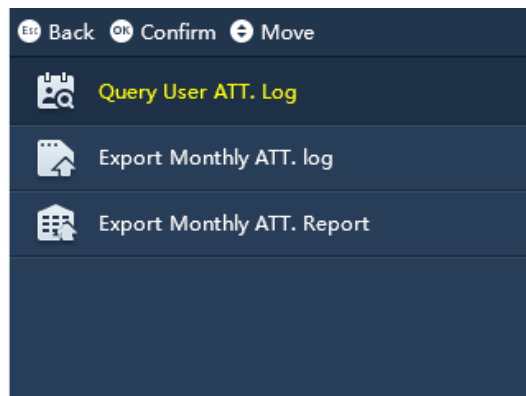 Esc Back OK Confirm Move
Query User ATT. Log
Export Monthly ATT. log
Export Monthly ATT. Report